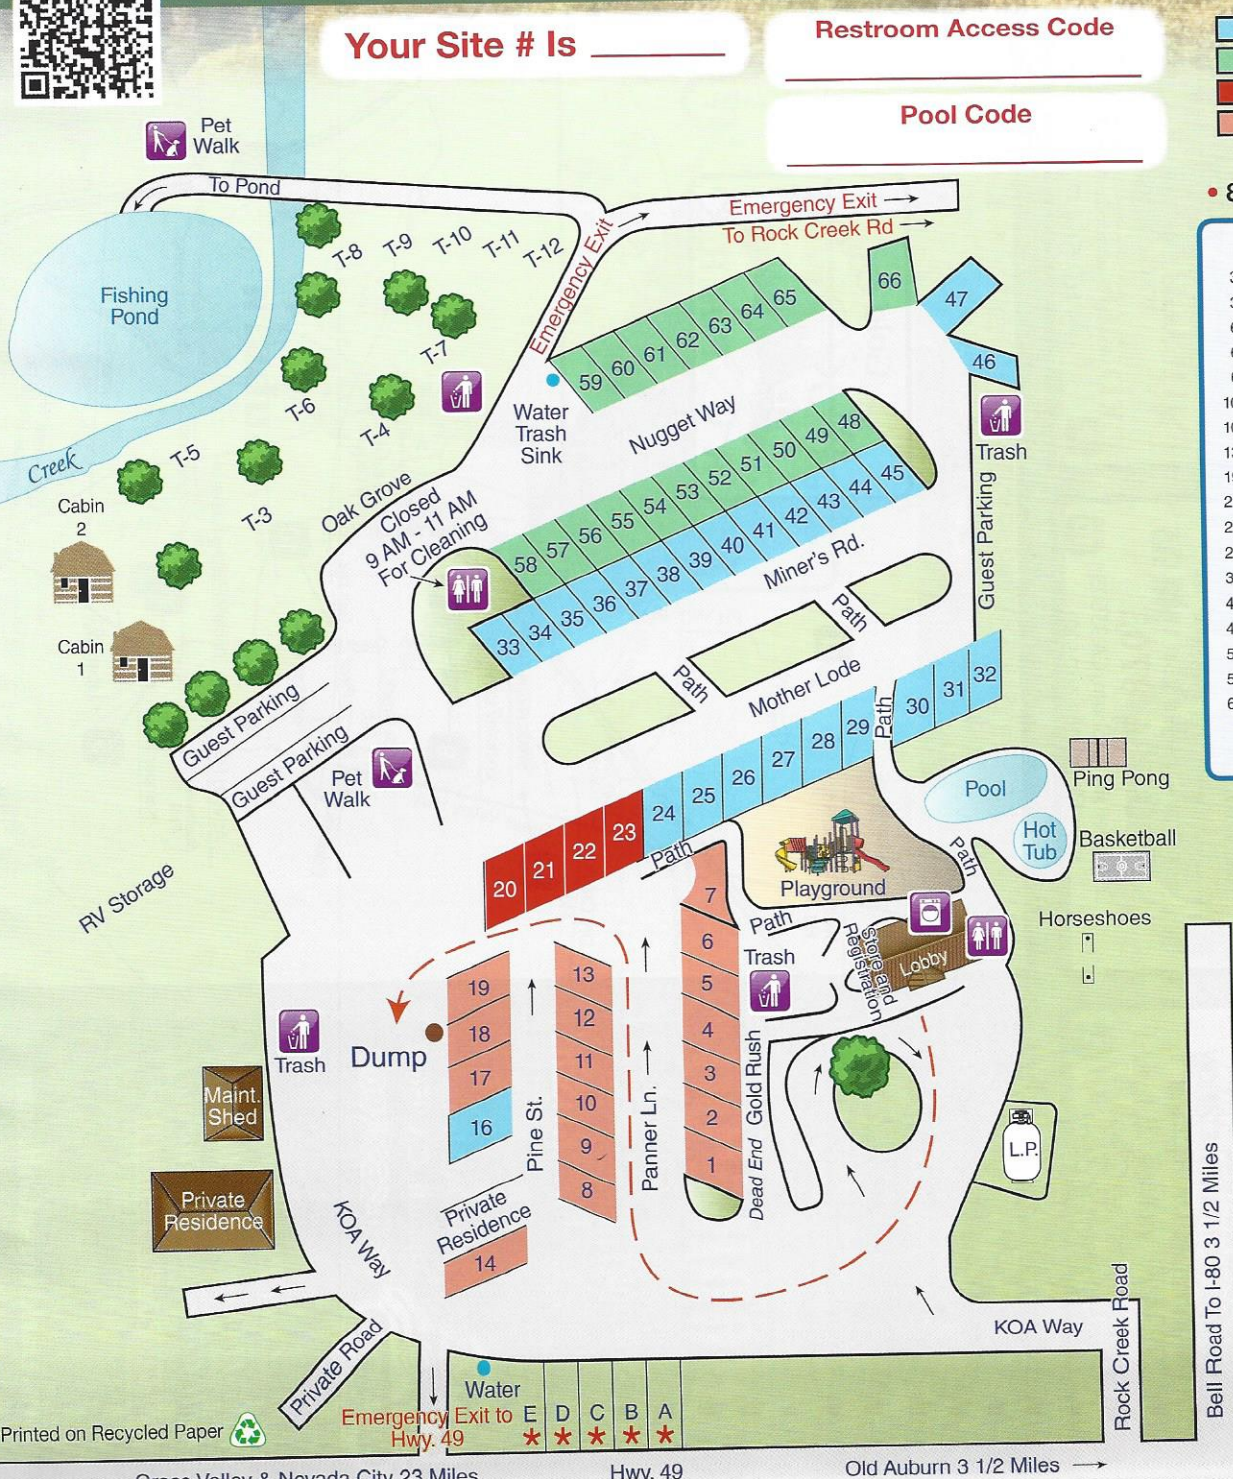 Your Site # Is
Restroom Access Code
Pool Code
Pet
Walk
To Pond
Emergency Exit
To Rock Creek Rd
Emergency Exit
T-8
T-9
T-10
T-11
T-12
Fishing
Pond
T-7
T-6
T-4
T-5
T-3
Creek
Cabin
2
Cabin
1
66
47
46
59
60
61
62
63
64
65
Water
Trash
Sink
Nugget Way
Trash
Oak Grove
Closed
9 AM - 11 AM
For Cleaning
58
57
56
55
54
53
52
51
50
49
48
33
34
35
36
37
38
39
40
41
42
43
44
45
Miner's Rd.
Guest Parking
Path
Path
Mother Lode
Guest Parking
Guest Parking
Pet
Walk
20
21
22
23
24
25
26
27
28
29
Path
30
31
32
Pool
Hot
Tub
Ping Pong
Basketball
Horseshoes
Path
Path
Playground
Path
Trash
Store and
Registration
Lobby
RV Storage
7
6
5
4
3
2
1
13
12
11
10
9
8
19
18
17
16
14
Dump
Trash
Maint.
Shed
Private
Residence
Private
Residence
Pine St.
Panner Ln.
Dead End
Gold Rush
L.P.
KOA Way
KOA Way
Private Road
Rock Creek Road
Bell Road To I-80 3 1/2 Miles
Water
Emergency Exit to
Hwy. 49
E
D
C
B
A
Printed on Recycled Paper
Grass Valley & Nevada City 23 Miles
Hwy. 49
Old Auburn 3 1/2 Miles